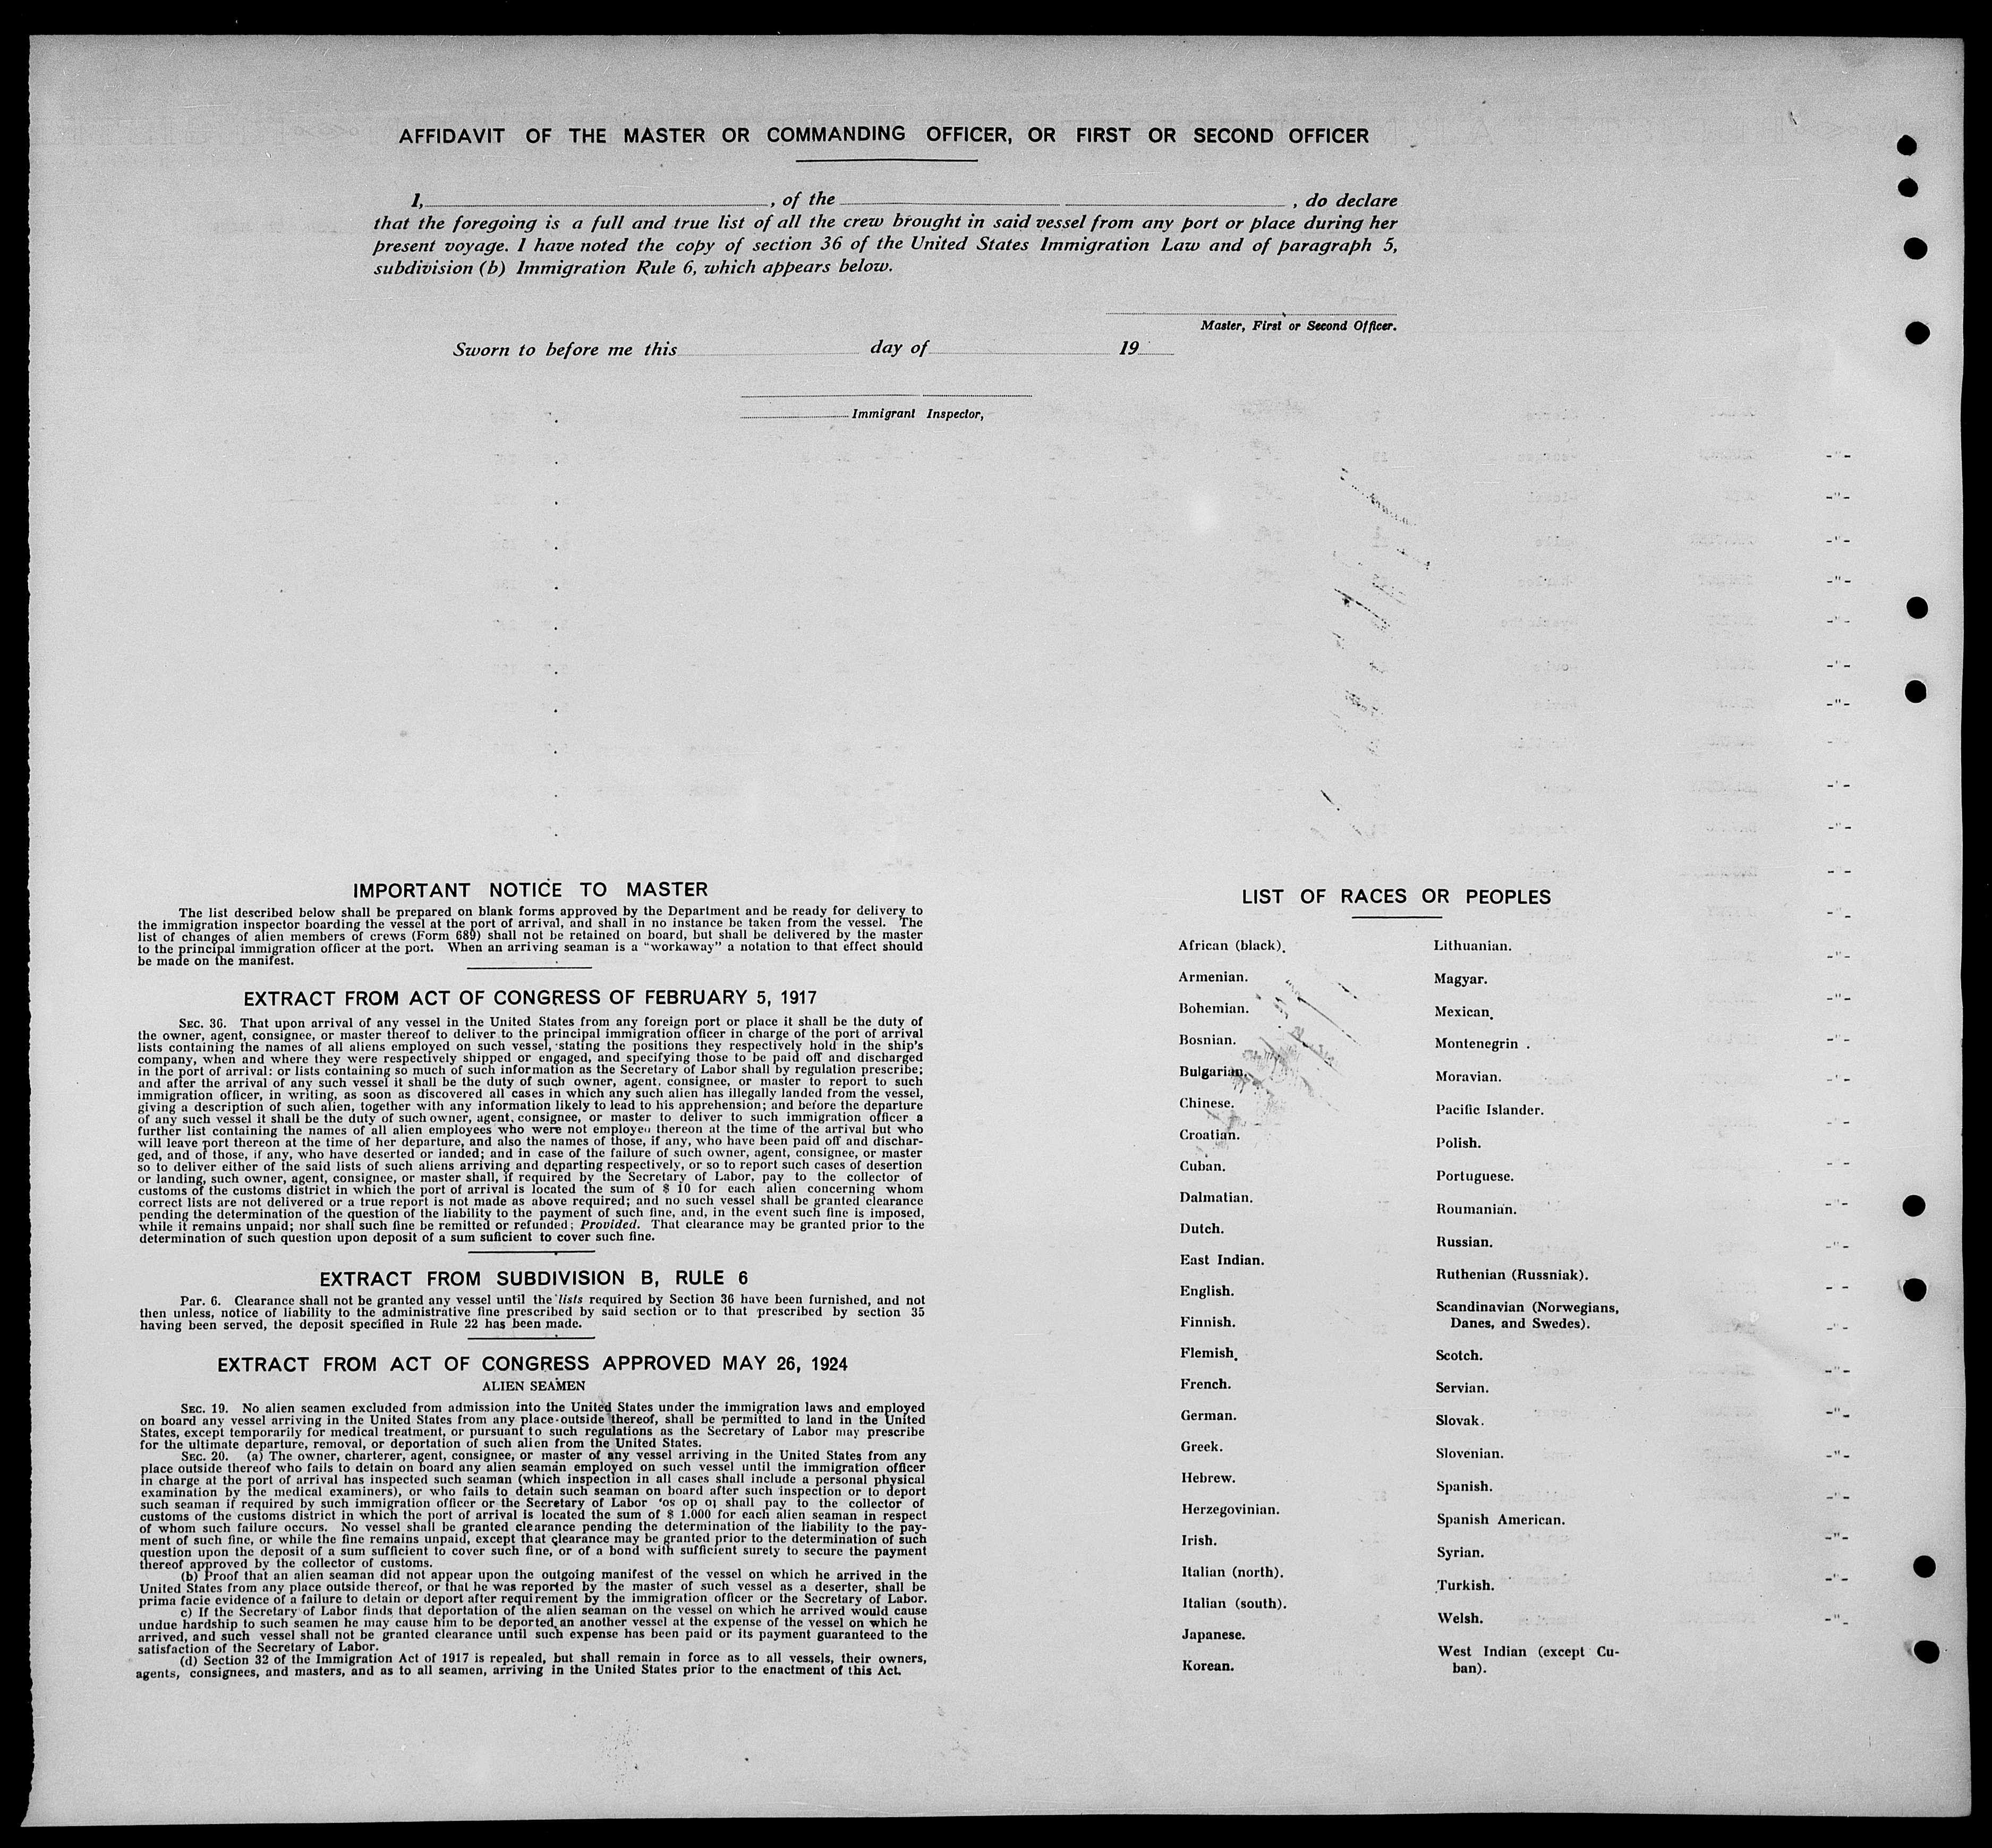 AFFIDAVIT OF THE MASTER OR COMMANDING OFFICER, OR FIRST OR SECOND OFFICER
I, , of the , do declare
that the foregoing is a full and true list of all the crew brought in said vessel from any port or place during her
present voyage. I have noted the copy of section 36 of the United States Immigration Law and of paragraph 5,
subdivision (b) Immigration Rule 6, which appears below.
Master, First or Second Officer.
Sworn to before me this day of 19
Immigrant Inspector,
IMPORTANT NOTICE TO MASTER
The list described below shall be prepared on blank forms approved by the Department and be ready for delivery to
the immigration inspector boarding the vessel at the port of arrival, and shall in no instance be taken from the vessel. The
list of changes of alien members of crews (Form 689) shall not be retained on board, but shall be delivered by the master
to the principal immigration officer at the port. When an arriving seaman is a "workaway" a notation to that effect should
be made on the manifest.
EXTRACT FROM ACT OF CONGRESS OF FEBRUARY 5, 1917
SEC. 36. That upon arrival of any vessel in the United States from any foreign port or place it shall be the duty of
the owner, agent, consignee, or master thereof to deliver to the principal immigration officer in charge of the port of arrival
lists containing the names of all aliens employed on such vessel, stating the positions they respectively hold in the ship's
company, when and where they were respectively shipped or engaged, and specifying those to be paid off and discharged
in the port of arrival: or lists containing so much of such information as the Secretary of Labor shall by regulation prescribe;
and after the arrival of any such vessel it shall be the duty of such owner, agent. consignee, or master to report to such
immigration officer, in writing, as soon as discovered all cases in which any such alien has illegally landed from the vessel,
giving a description of such alien, together with any information likely to lead to his apprehension; and before the departure
of any such vessel it shall be the duty of such owner, agent, consignee, or master to deliver to such immigration officer a
further list containing the names of all alien employees who were not employed thereon at the time of the arrival but who
will leave port thereon at the time of her departure, and also the names of those, if any, who have been paid off and dischar-
ged, and of those, if any, who have deserted or landed; and in case of the failure of such owner, agent, consignee, or master
so to deliver either of the said lists of such aliens arriving and departing respectively, or so to report such cases of desertion
or landing, such owner, agent, consignee, or master shall, if required by the Secretary of Labor, pay to the collector of
customs of the customs district in which the port of arrival is located the sum of $ 10 for each alien concerning whom
correct lists are not delivered or a true report is not made as above required; and no such vessel shall be granted clearance
pending the determination of the question of the liability to the payment of such fine, and, in the event such fine is imposed,
while it remains unpaid; nor shall such fine be remitted or refunded; Provided. That clearance may be granted prior to the
determination of such question upon deposit of a sum suficient to cover such fine.
EXTRACT FROM SUBDIVISION B, RULE 6
Par. 6. Clearance shall not be granted any vessel until the lists required by Section 36 have been furnished, and not
then unless, notice of liability to the administrative fine prescribed by said section or to that prescribed by section 35
having been served, the deposit specified in Rule 22 has been made.
EXTRACT FROM ACT OF CONGRESS APPROVED MAY 26, 1924
ALIEN SEAMEN
SEC. 19. No alien seamen excluded from admission into the United States under the immigration laws and employed
on board any vessel arriving in the United States from any place outside thereof, shall be permitted to land in the United
States, except temporarily for medical treatment, or pursuant to such regulations as the Secretary of Labor may prescribe
for the ultimate departure, removal, or deportation of such alien from the United States.
SEC. 20. (a) The owner, charterer, agent, consignee, or master of any vessel arriving in the United States from any
place outside thereof who fails to detain on board any alien seaman employed on such vessel until the immigration officer
in charge at the port of arrival has inspected such seaman (which inspection in all cases shall include a personal physical
examination by the medical examiners), or who fails to detain such seaman on board after such inspection or to deport
such seaman if required by such immigration officer or the Secretary of Labor 'os op oı shall pay to the collector of
customs of the customs district in which the port of arrival is located the sum of $ 1.000 for each alien seaman in respect
of whom such failure occurs. No vessel shall be granted clearance pending the determination of the liability to the pay-
ment of such fine, or while the fine remains unpaid, except that clearance may be granted prior to the determination of such
question upon the deposit of a sum sufficient to cover such fine, or of a bond with sufficient surety to secure the payment
thereof approved by the collector of customs.
(b) Proof that an alien seaman did not appear upon the outgoing manifest of the vessel on which he arrived in the
United States from any place outside thereof, or that he was reported by the master of such vessel as a deserter, shall be
prima facie evidence of a failure to detain or deport after requirement by the immigration officer or the Secretary of Labor.
c) If the Secretary of Labor finds that deportation of the alien seaman on the vessel on which he arrived would cause
undue hardship to such seamen he may cause him to be deported an another vessel at the expense of the vessel on which he
arrived, and such vessel shall not be granted clearance until such expense has been paid or its payment guaranteed to the
satisfaction of the Secretary of Labor.
(d) Section 32 of the Immigration Act of 1917 is repealed, but shall remain in force as to all vessels, their owners,
agents, consignees, and masters, and as to all seamen, arriving in the United States prior to the enactment of this Act.
LIST OF RACES OR PEOPLES
African (black).
Armenian.
Bohemian.
Bosnian.
Bulgarian.
Chinese.
Croatian.
Cuban.
Dalmatian.
Dutch.
East Indian.
English.
Finnish.
Flemish.
French.
German.
Greek.
Hebrew.
Herzegovinian.
Irish.
Italian (north).
Italian (south).
Japanese.
Korean.
Lithuanian.
Magyar.
Mexican.
Montenegrin .
Moravian.
Pacific Islander.
Polish.
Portuguese.
Roumanian.
Russian.
Ruthenian (Russniak).
Scandinavian (Norwegians,
Danes, and Swedes).
Scotch.
Servian.
Slovak.
Slovenian.
Spanish.
Spanish American.
Syrian.
Turkish.
Welsh.
West Indian (except Cu-
ban).